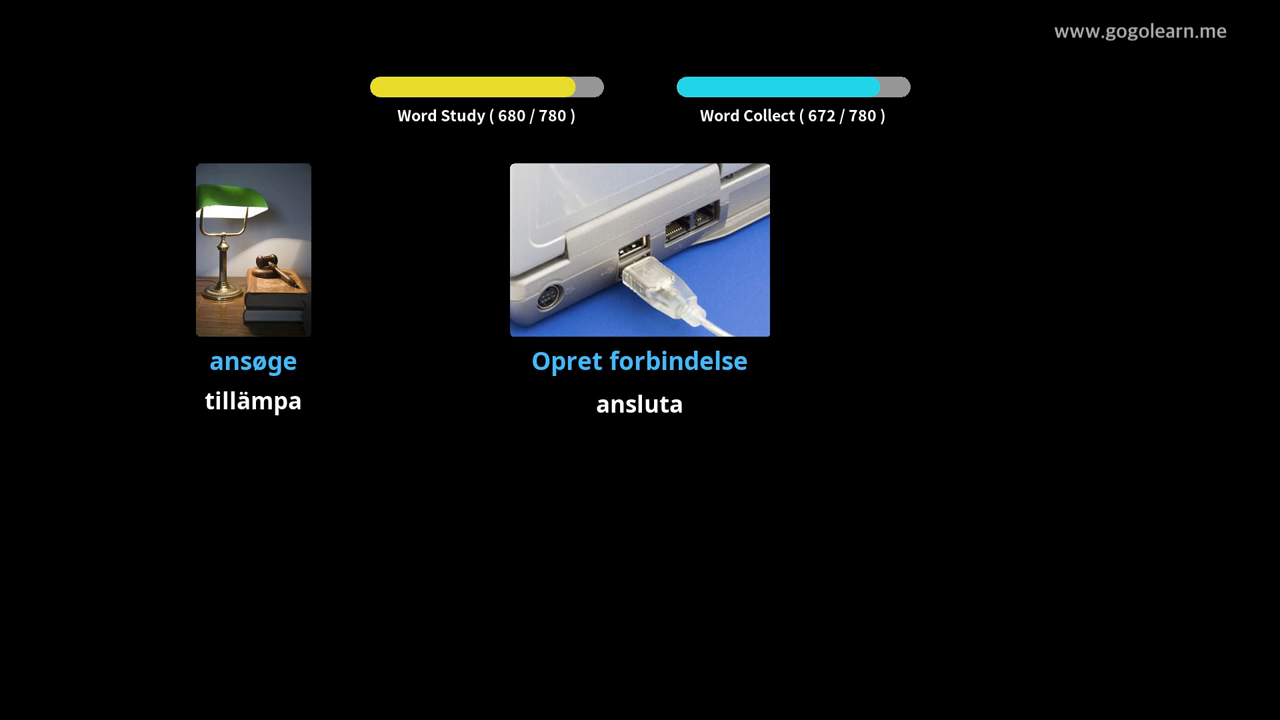 www.gogolearn.me
Word Study ( 680 / 780 )
Word Collect ( 672 / 780 )
ansøge
tillämpa
Opret forbindelse
ansluta